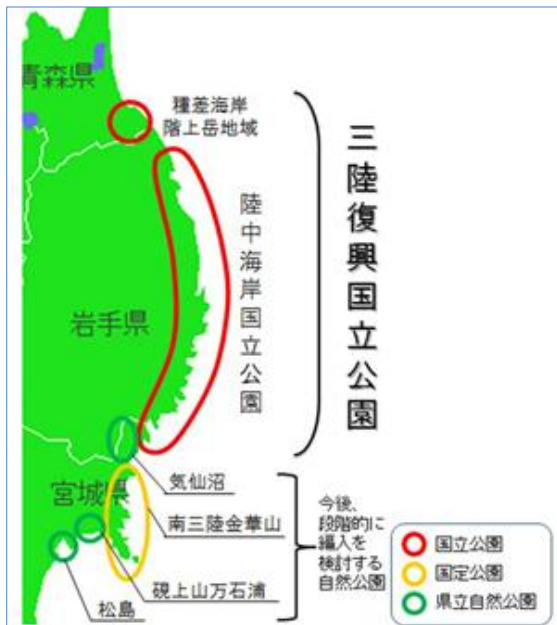 青森県
種差海岸
階上岳地域
陸中海岸国立公園
三陸復興国立公園
岩手県
気仙沼
宮城県
南三陸金華山
硯上山万石浦
松島
今後、
段階的に
編入を
検討する
自然公園
国立公園
国定公園
県立自然公園